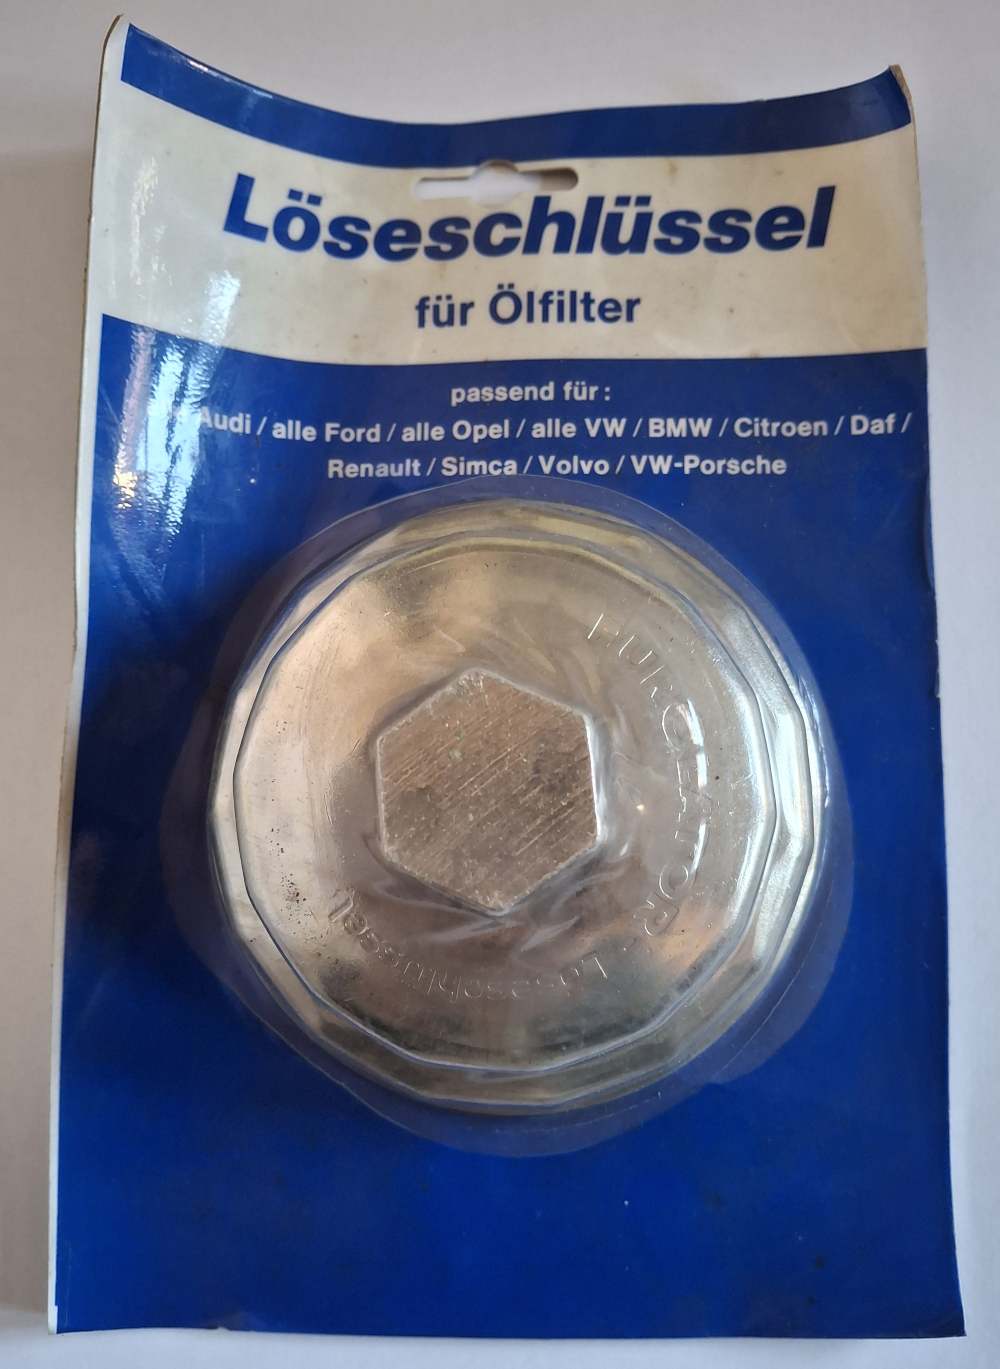 Löseschlüssel
für Ölfilter
passend für:
Audi / alle Ford / alle Opel / alle VW / BMW / Citroen / Daf /
Renault / Simca / Volvo / VW-Porsche
PUROLATOR
Löseschlüssel